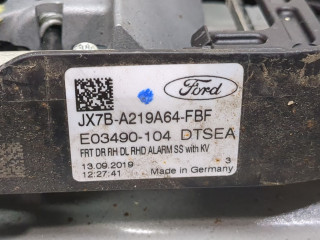 Ford
JX7B-A219A64-FBF
E03490-104 DTSEA
FRT DR RH DL RHD ALARM SS with KV
13.09.2019 3
12:27:41 Made in Germany